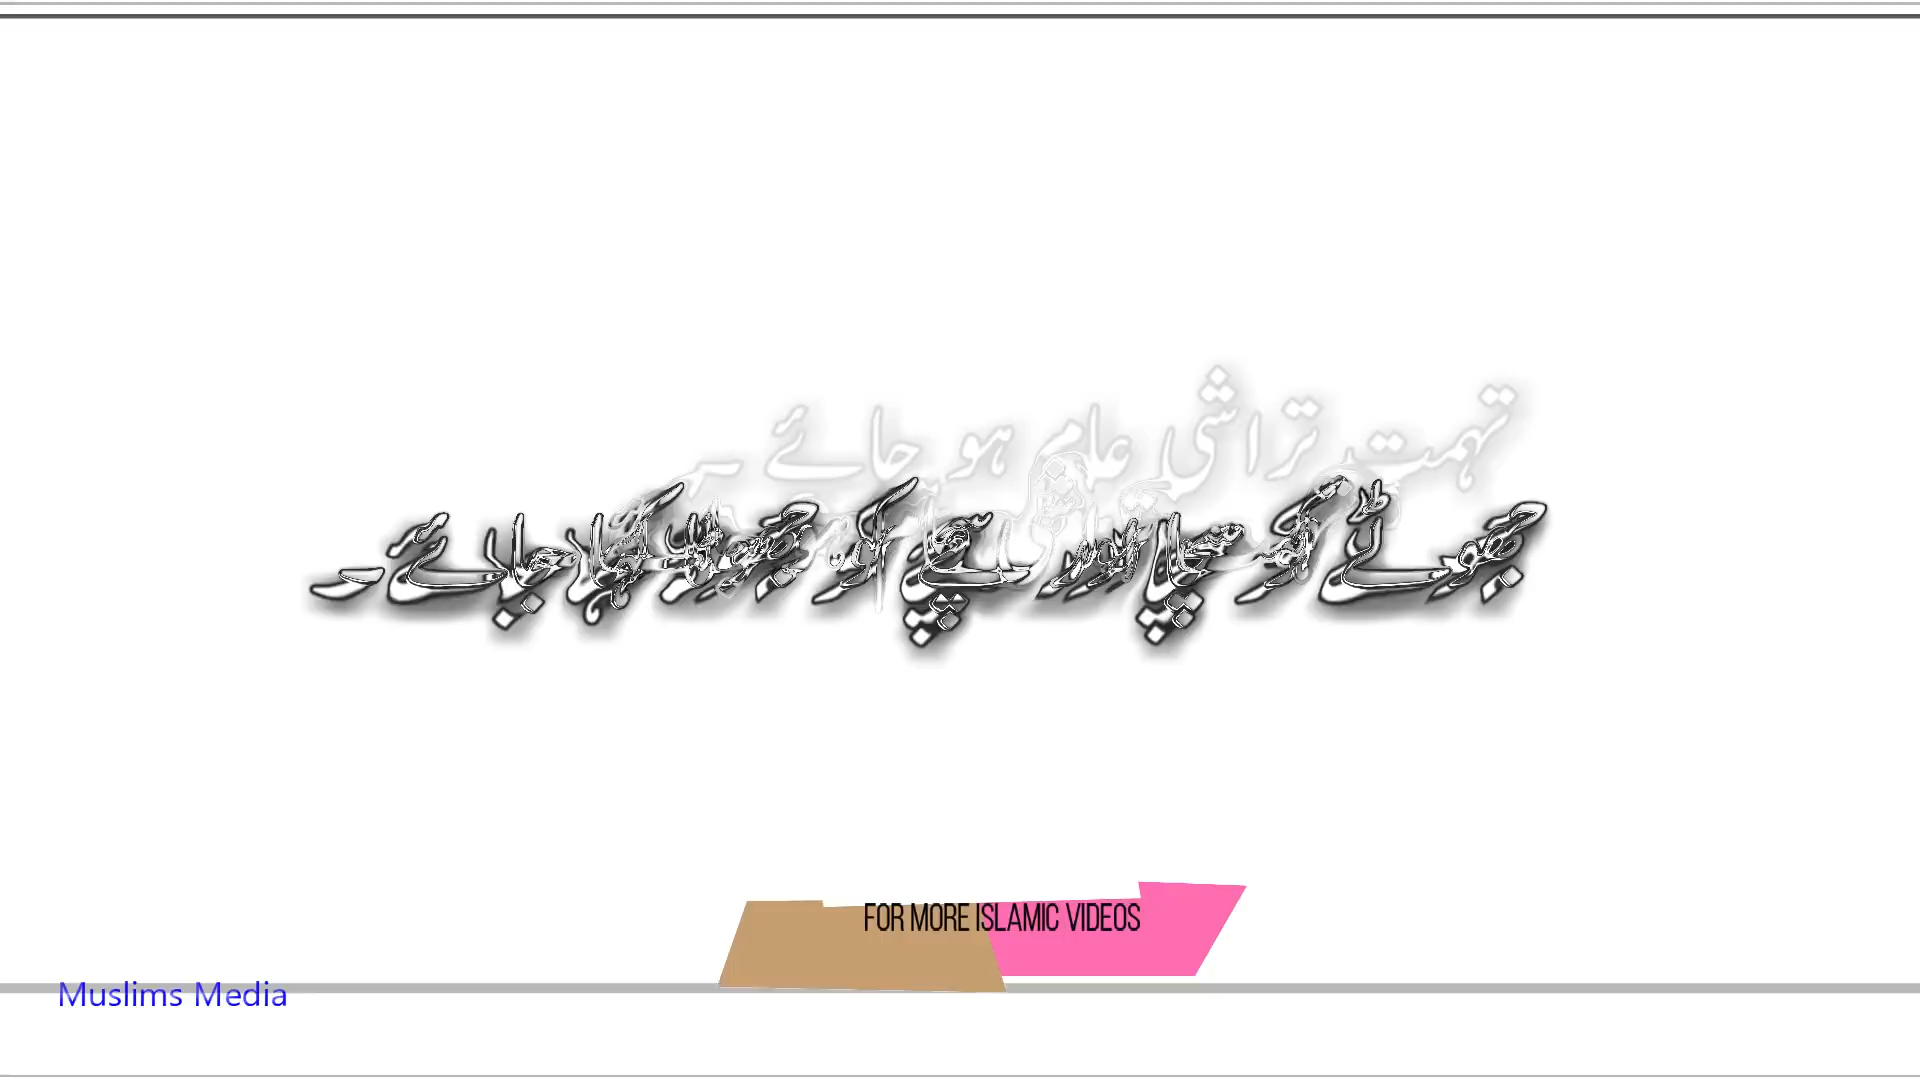 تہمت تراشی عام ہو جائے ۔
جھوٹے کو سچا اور سچے کو جھوٹا کہا جائے ۔
FOR MORE ISLAMIC VIDEOS
Muslims Media